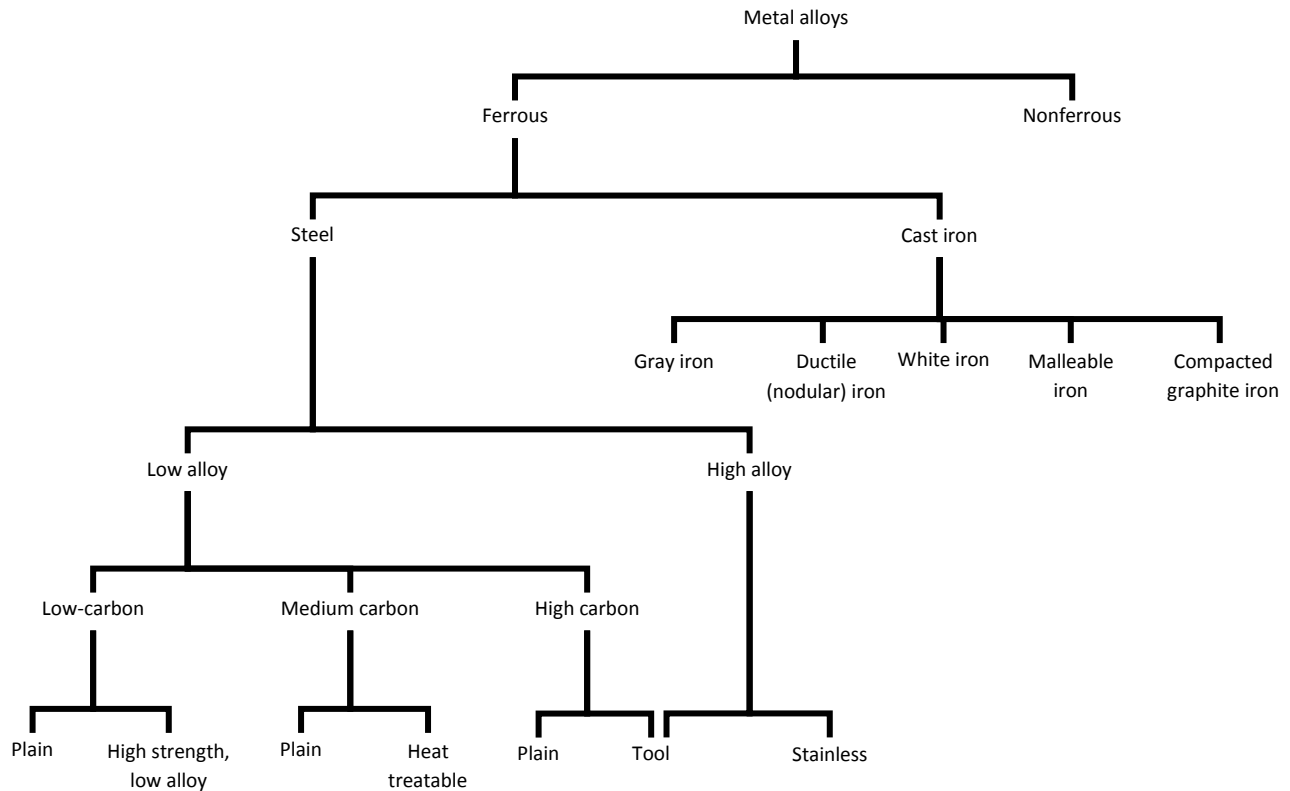 Metal alloys
Ferrous
Nonferrous
Steel
Cast iron
Gray iron
Ductile
(nodular) iron
White iron
Malleable
iron
Compacted
graphite iron
Low alloy
High alloy
Low-carbon
Medium carbon
High carbon
Plain
High strength,
low alloy
Plain
Heat
treatable
Plain
Tool
Stainless